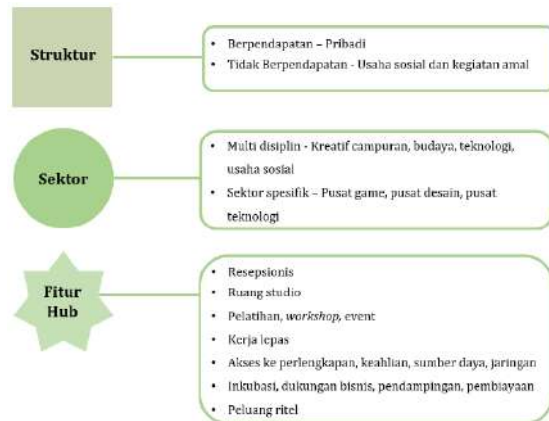 Struktur
• Berpendapatan – Pribadi
• Tidak Berpendapatan - Usaha sosial dan kegiatan amal
Sektor
• Multi disiplin - Kreatif campuran, budaya, teknologi,
usaha sosial
• Sektor spesifik – Pusat game, pusat desain, pusat
teknologi
Fitur
Hub
• Resepsionis
• Ruang studio
• Pelatihan, workshop, event
• Kerja lepas
• Akses ke perlengkapan, keahlian, sumber daya, jaringan
• Inkubasi, dukungan bisnis, pendampingan, pembiayaan
• Peluang ritel